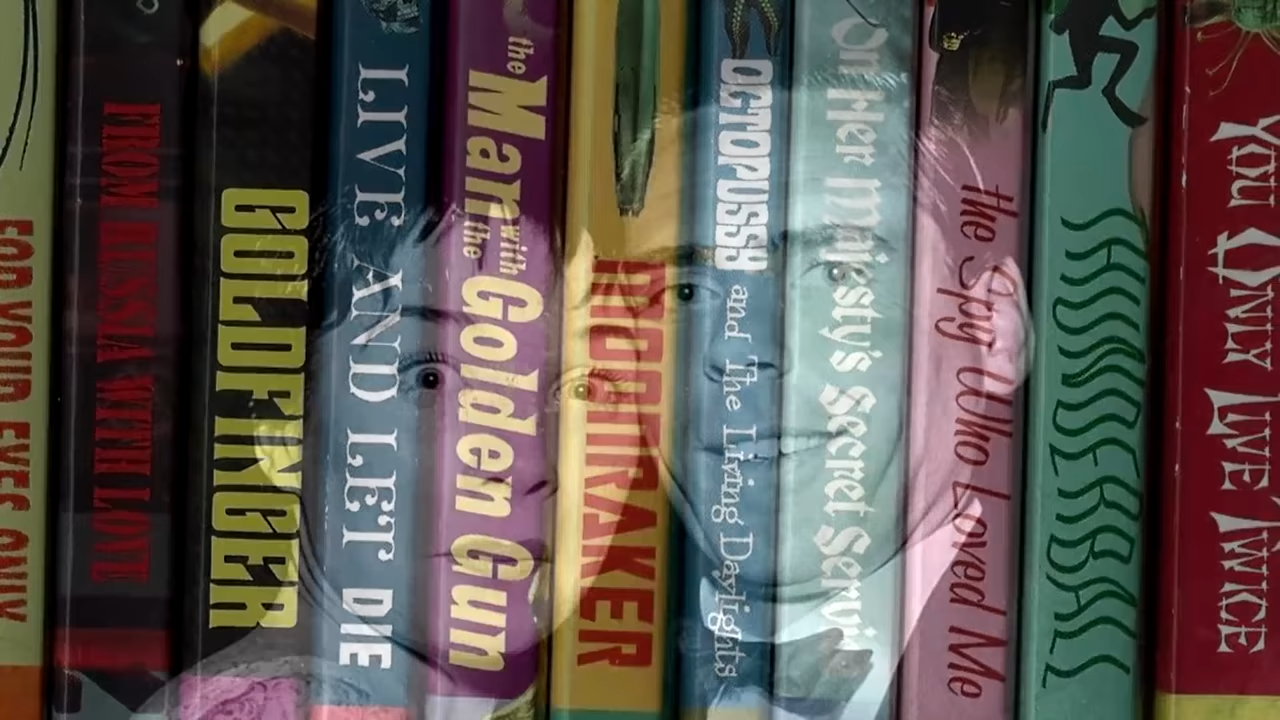 FOR YOUR EYES ONLY
FROM RUSSIA WITH LOVE
GOLDFINGER
LIVE AND LET DIE
the Man with the Golden Gun
MOONRAKER
OCTOPUSSY and The Living Daylights
On Her Majesty's Secret Service
the Spy Who Loved Me
THUNDERBALL
YOU ONLY LIVE TWICE